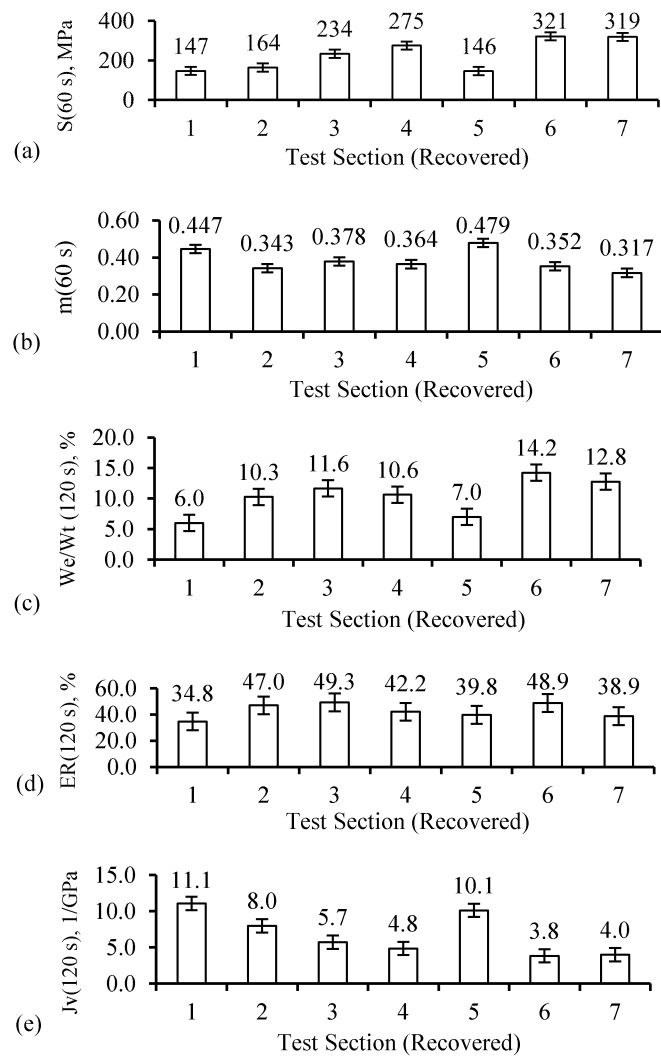 147 164 234 275 146 321 319
400
200
0
S(60 s), MPa
1 2 3 4 5 6 7
Test Section (Recovered)
(a)
0.447 0.343 0.378 0.364 0.479 0.352 0.317
0.60
0.40
0.20
0.00
m(60 s)
1 2 3 4 5 6 7
Test Section (Recovered)
(b)
6.0 10.3 11.6 10.6 7.0 14.2 12.8
20.0
15.0
10.0
5.0
0.0
We/Wt (120 s), %
1 2 3 4 5 6 7
Test Section (Recovered)
(c)
34.8 47.0 49.3 42.2 39.8 48.9 38.9
60.0
40.0
20.0
0.0
ER(120 s), %
1 2 3 4 5 6 7
Test Section (Recovered)
(d)
11.1 8.0 5.7 4.8 10.1 3.8 4.0
15.0
10.0
5.0
0.0
Jv(120 s), 1/GPa
1 2 3 4 5 6 7
Test Section (Recovered)
(e)